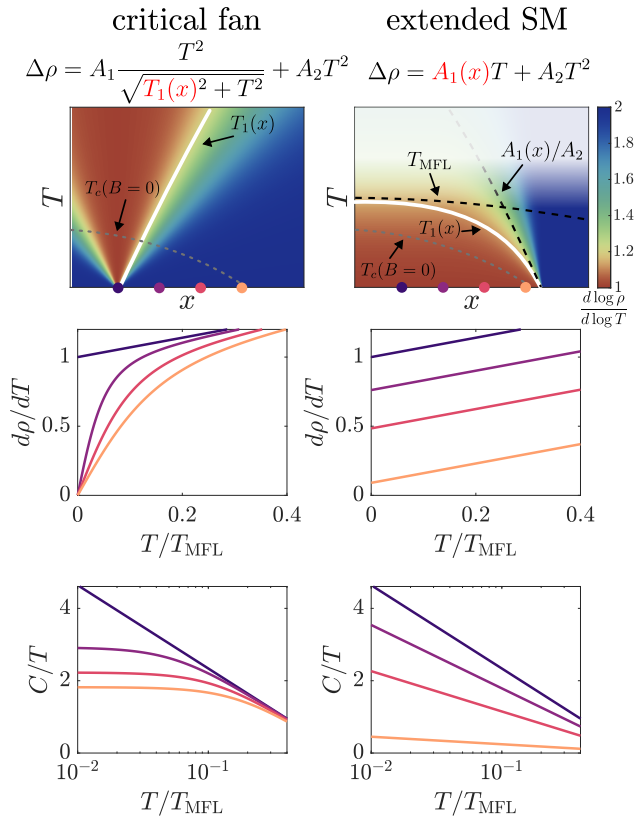 critical fan
extended SM
Δρ = A₁ T² / √(T₁(x)² + T²) + A₂T²
Δρ = A₁(x)T + A₂T²
T
T₁(x)
T_c(B = 0)
x
T
T_MFL
A₁(x)/A₂
T₁(x)
T_c(B = 0)
x
2
1.8
1.6
1.4
1.2
1
d log ρ / d log T
dρ/dT
1
0.5
0
0
0.2
0.4
T/T_MFL
dρ/dT
1
0.5
0
0
0.2
0.4
T/T_MFL
C/T
4
2
0
10⁻²
10⁻¹
T/T_MFL
C/T
4
2
0
10⁻²
10⁻¹
T/T_MFL